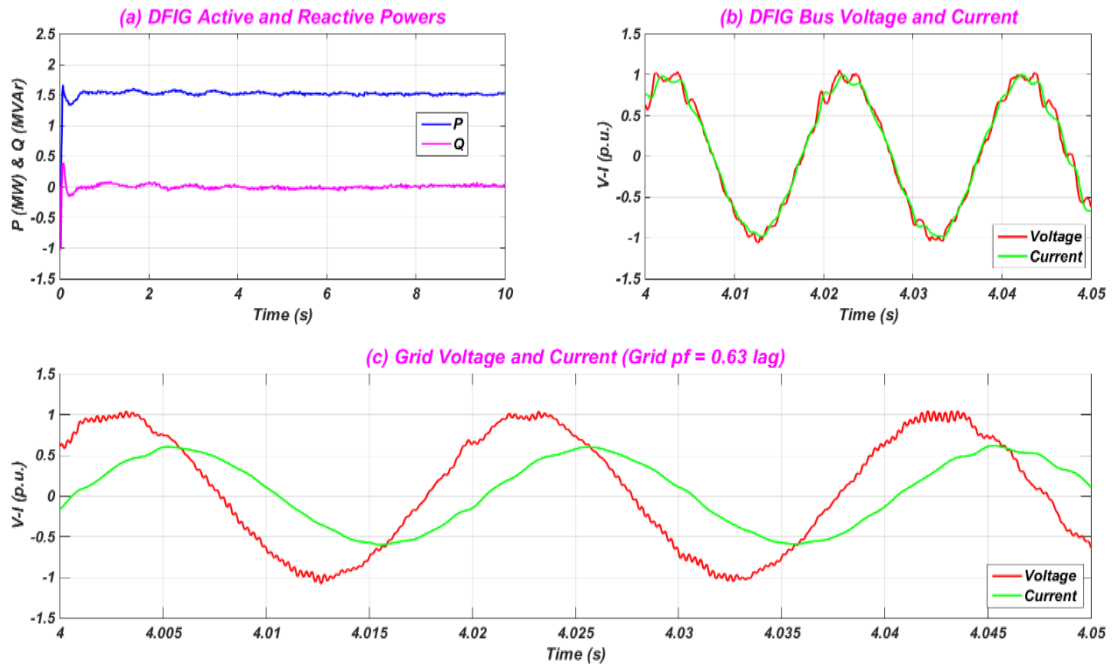 (a) DFIG Active and Reactive Powers
P (MW) & Q (MVAr)
2.5
2
1.5
1
0.5
0
-0.5
-1
-1.5
P
Q
0 2 4 6 8 10
Time (s)
(b) DFIG Bus Voltage and Current
V-I (p.u.)
1.5
1
0.5
0
-0.5
-1
-1.5
Voltage
Current
4 4.01 4.02 4.03 4.04 4.05
Time (s)
(c) Grid Voltage and Current (Grid pf = 0.63 lag)
V-I (p.u.)
1.5
1
0.5
0
-0.5
-1
-1.5
Voltage
Current
4 4.005 4.01 4.015 4.02 4.025 4.03 4.035 4.04 4.045 4.05
Time (s)